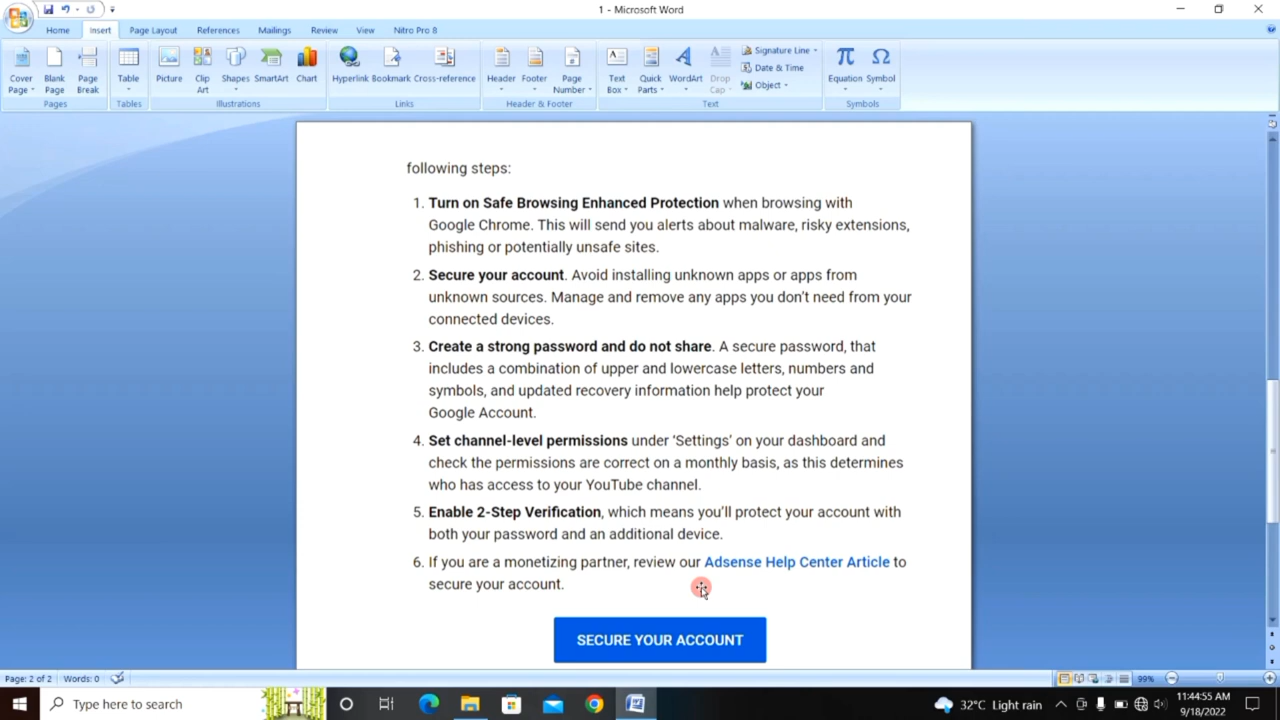 1 - Microsoft Word
Home Insert Page Layout References Mailings Review View Nitro Pro 8
Cover Page Blank Page Page Break Table Picture Clip Art Shapes SmartArt Chart Hyperlink Bookmark Cross-reference Header Footer Page Number Text Box Quick Parts WordArt Drop Cap Signature Line Date & Time Object Equation Symbol
Pages Tables Illustrations Links Header & Footer Text Symbols
following steps:
1. Turn on Safe Browsing Enhanced Protection when browsing with
Google Chrome. This will send you alerts about malware, risky extensions,
phishing or potentially unsafe sites.
2. Secure your account. Avoid installing unknown apps or apps from
unknown sources. Manage and remove any apps you don't need from your
connected devices.
3. Create a strong password and do not share. A secure password, that
includes a combination of upper and lowercase letters, numbers and
symbols, and updated recovery information help protect your
Google Account.
4. Set channel-level permissions under 'Settings' on your dashboard and
check the permissions are correct on a monthly basis, as this determines
who has access to your YouTube channel.
5. Enable 2-Step Verification, which means you'll protect your account with
both your password and an additional device.
6. If you are a monetizing partner, review our Adsense Help Center Article to
secure your account.
SECURE YOUR ACCOUNT
Page: 2 of 2 Words: 0 99%
Type here to search 32°C Light rain 11:44:55 AM
9/18/2022